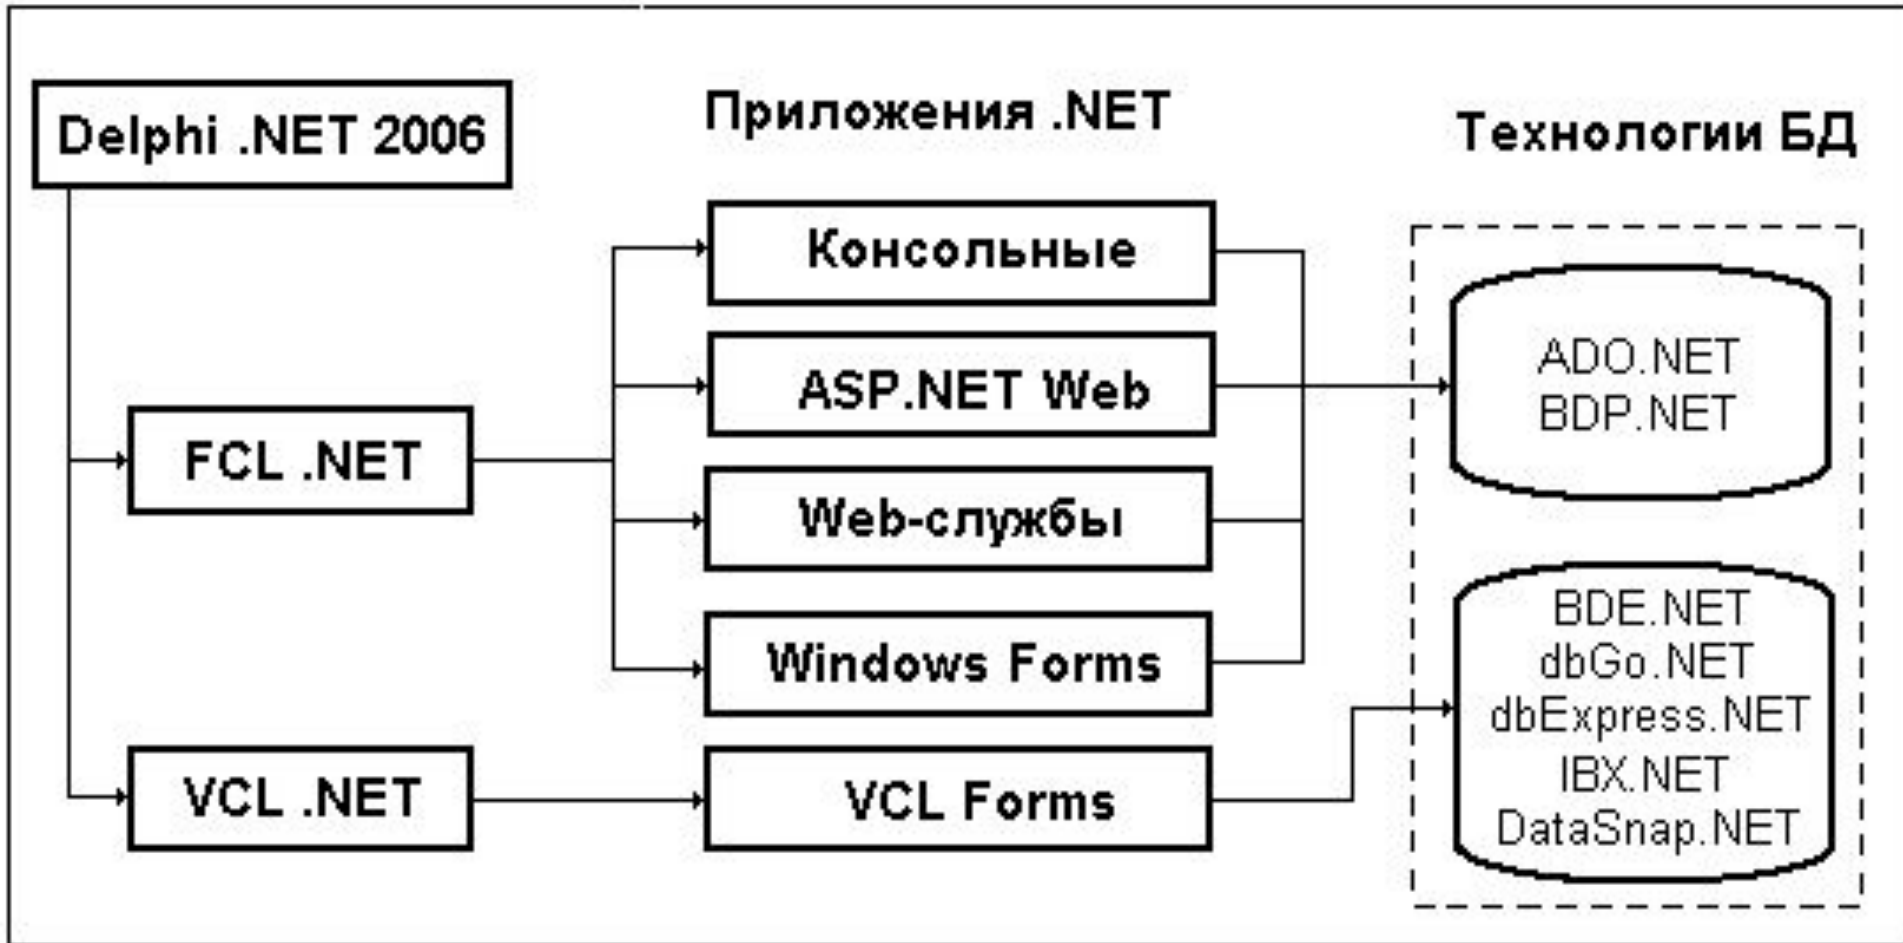 Delphi .NET 2006
Приложения .NET
Технологии БД
Консольные
ASP.NET Web
FCL .NET
Web-службы
Windows Forms
VCL .NET
VCL Forms
ADO.NET
BDP.NET
BDE.NET
dbGo.NET
dbExpress.NET
IBX.NET
DataSnap.NET